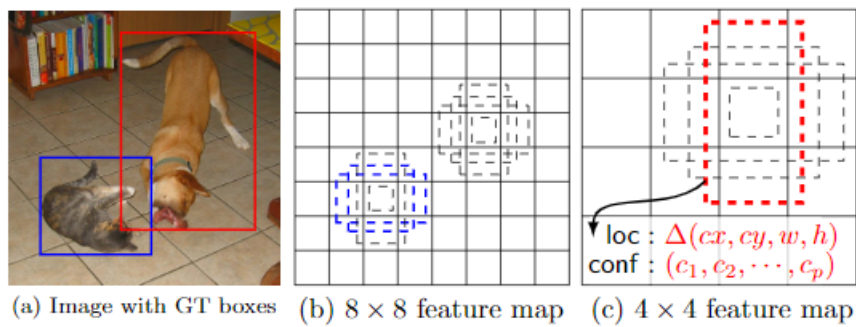 loc : Δ(cx, cy, w, h)
conf : (c₁, c₂, ⋯, cₚ)
(a) Image with GT boxes
(b) 8 × 8 feature map
(c) 4 × 4 feature map